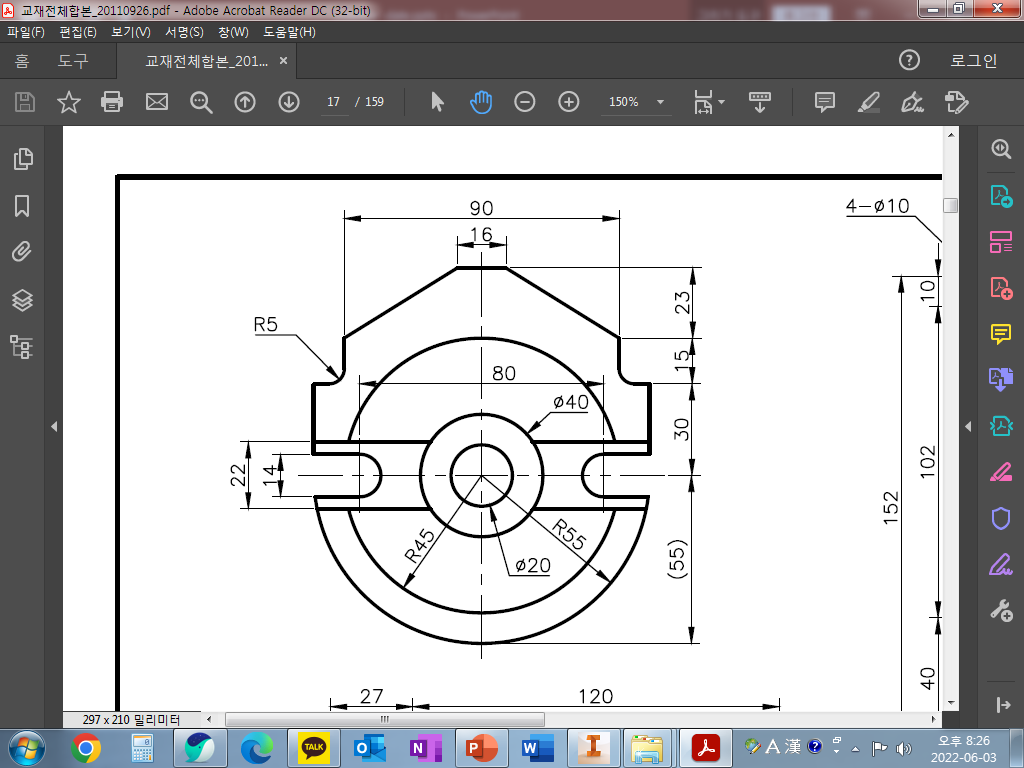 교재전체합본_20110926.pdf - Adobe Acrobat Reader DC (32-bit)
파일(F) 편집(E) 보기(V) 서명(S) 창(W) 도움말(H)
홈 도구 교재전체합본_201... × 로그인
17 / 159 150%
90
4-ø10
16
R5
23
10
15
80
ø40
30
22
14
102
152
R45
R55
ø20
(55)
40
27
120
297 x 210 밀리미터
TALK
A 漢
오후 8:26
2022-06-03